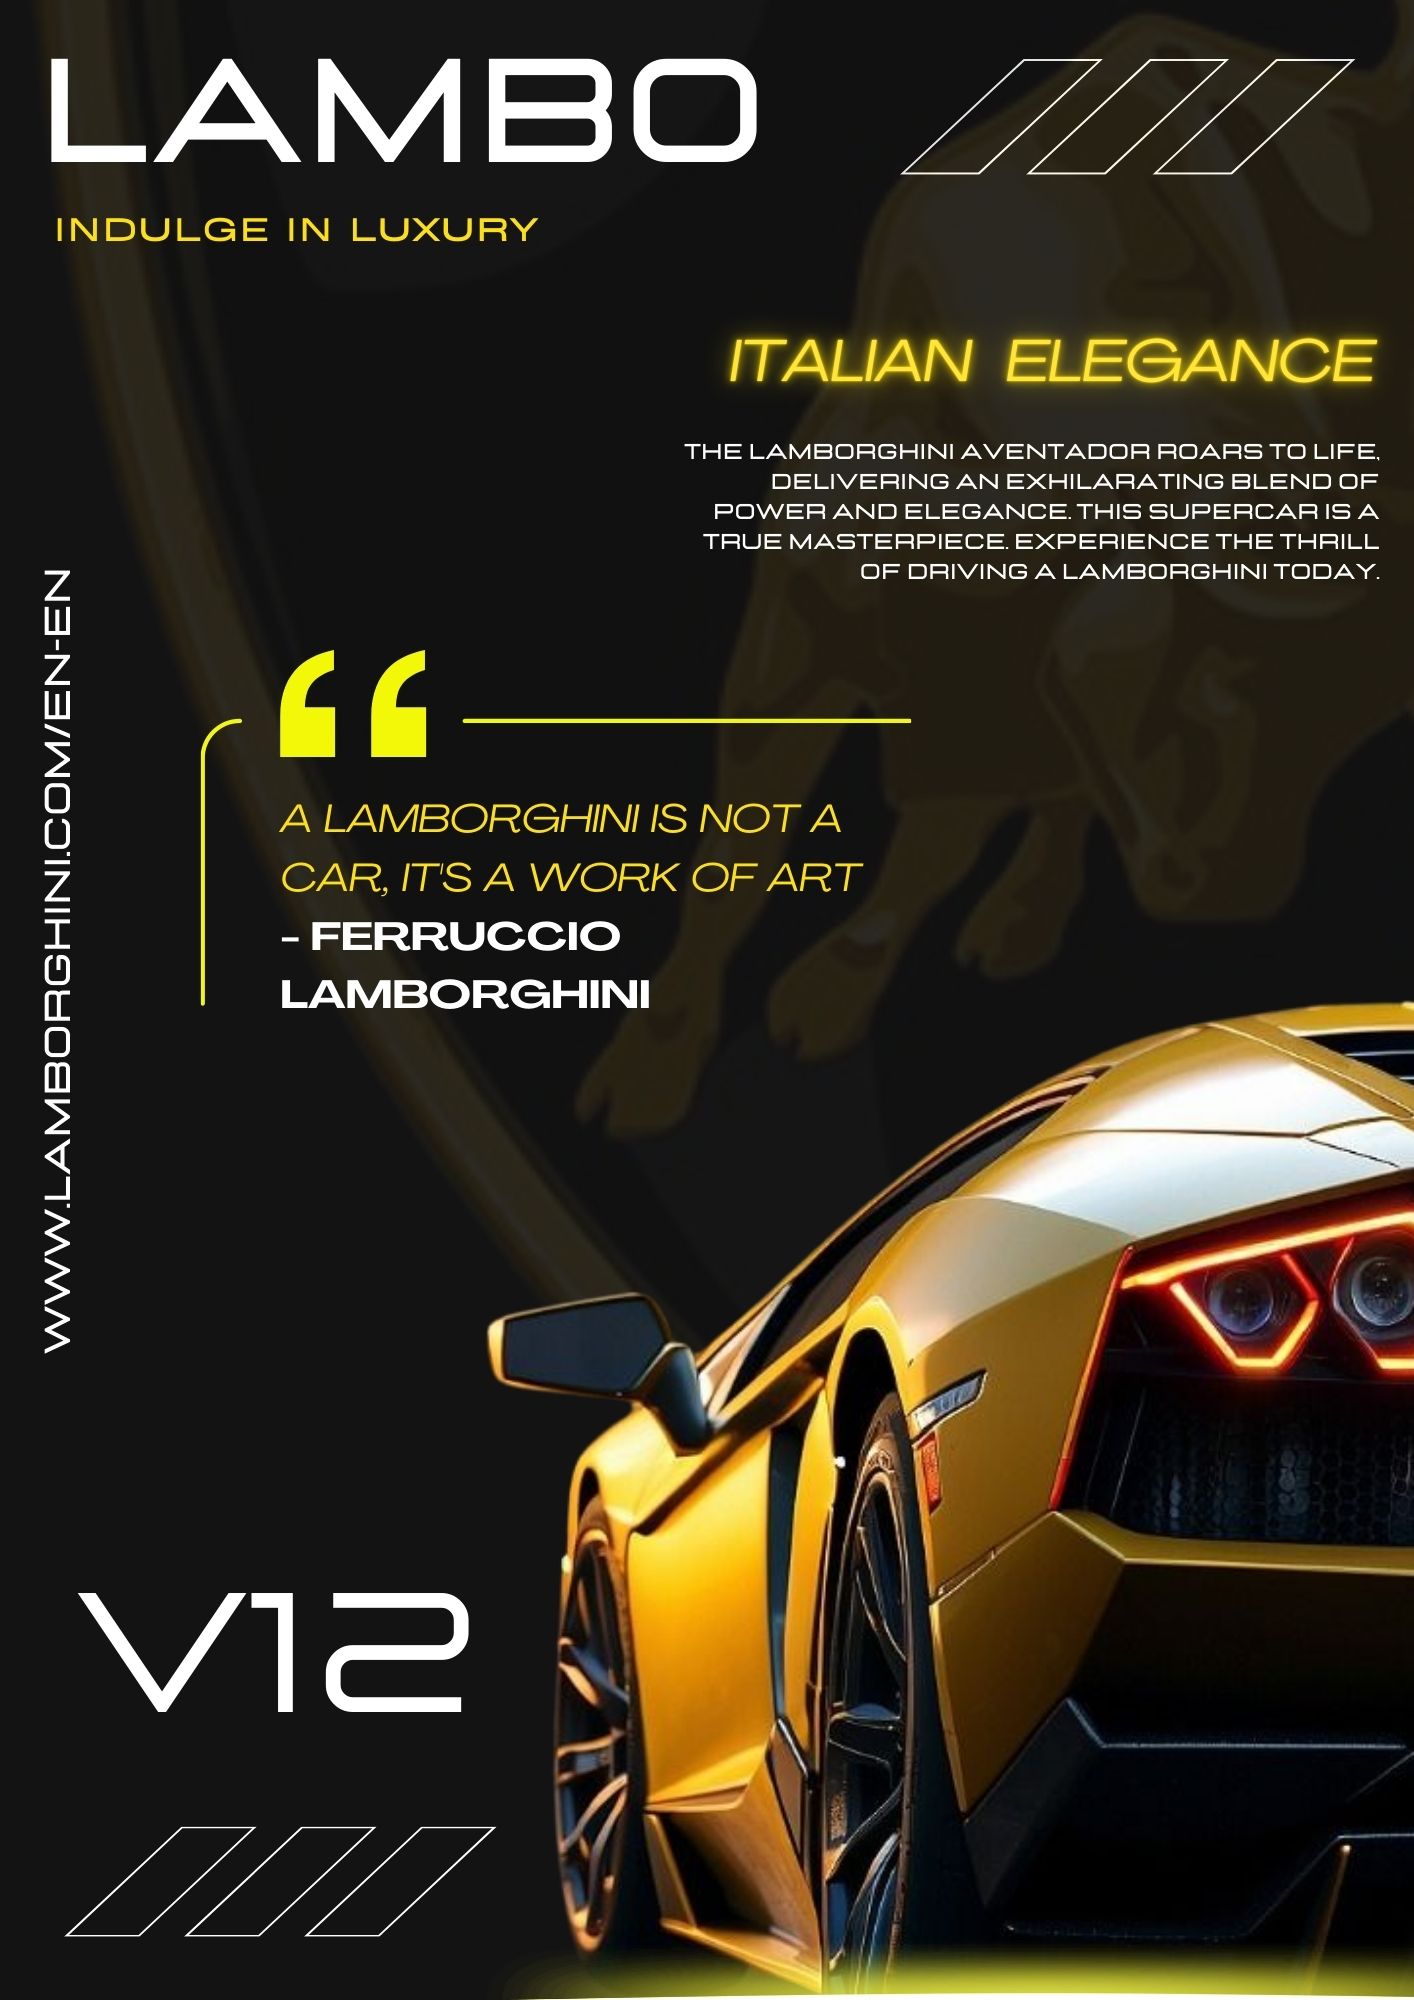 LAMBO
INDULGE IN LUXURY
ITALIAN ELEGANCE
THE LAMBORGHINI AVENTADOR ROARS TO LIFE,
DELIVERING AN EXHILARATING BLEND OF
POWER AND ELEGANCE. THIS SUPERCAR IS A
TRUE MASTERPIECE. EXPERIENCE THE THRILL
OF DRIVING A LAMBORGHINI TODAY.
WWW.LAMBORGHINI.COM/EN-EN
“
A LAMBORGHINI IS NOT A
CAR, IT'S A WORK OF ART
- FERRUCCIO
LAMBORGHINI
V12